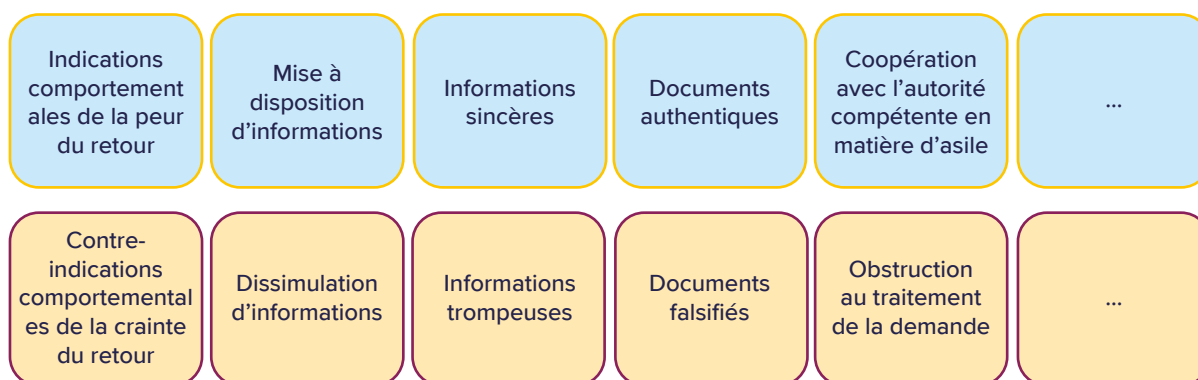 Indications
comportement
ales de la peur
du retour
Mise à
disposition
d’informations
Informations
sincères
Documents
authentiques
Coopération
avec l’autorité
compétente en
matière d’asile
...
Contre-
indications
comportemental
es de la crainte
du retour
Dissimulation
d’informations
Informations
trompeuses
Documents
falsifiés
Obstruction
au traitement
de la demande
...